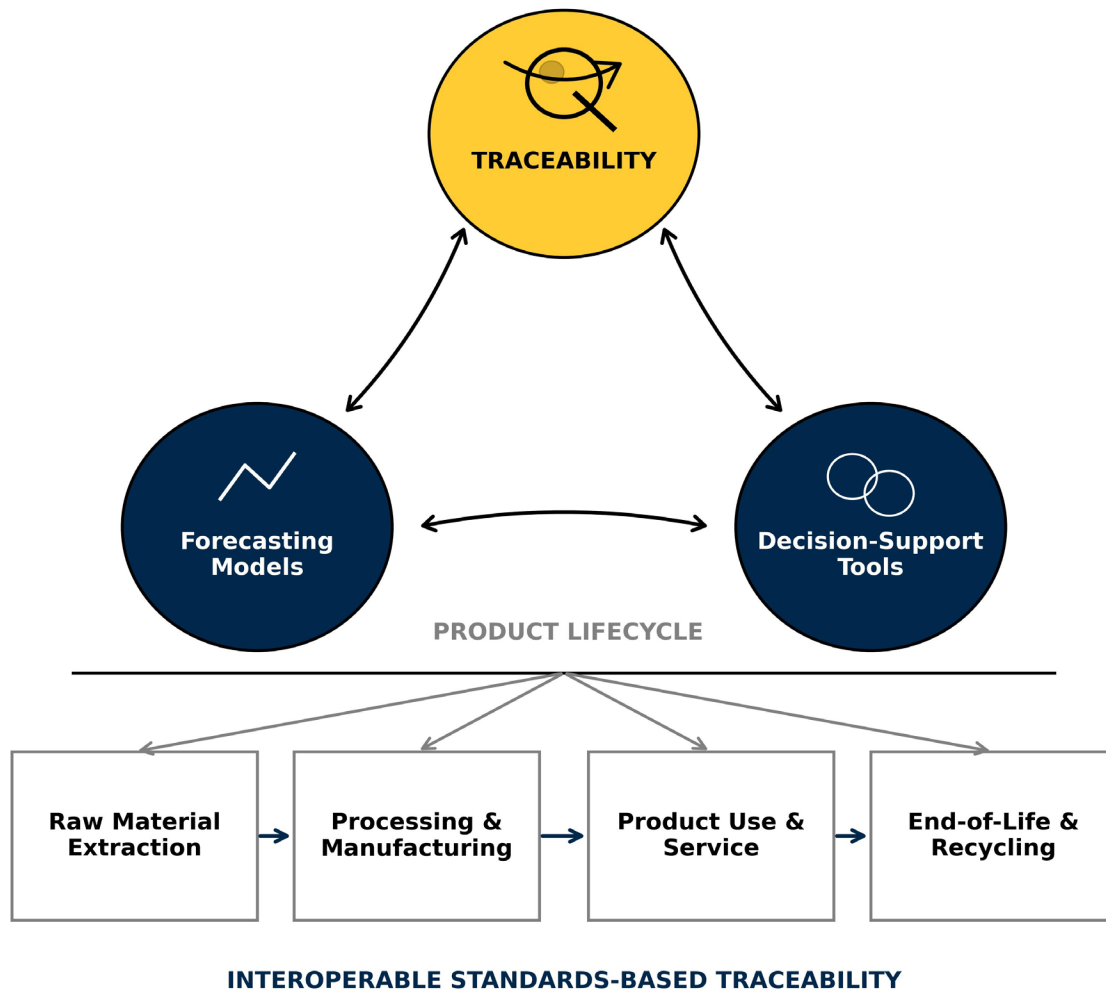 TRACEABILITY
Forecasting
Models
Decision-Support
Tools
PRODUCT LIFECYCLE
Raw Material
Extraction
Processing &
Manufacturing
Product Use &
Service
End-of-Life &
Recycling
INTEROPERABLE STANDARDS-BASED TRACEABILITY